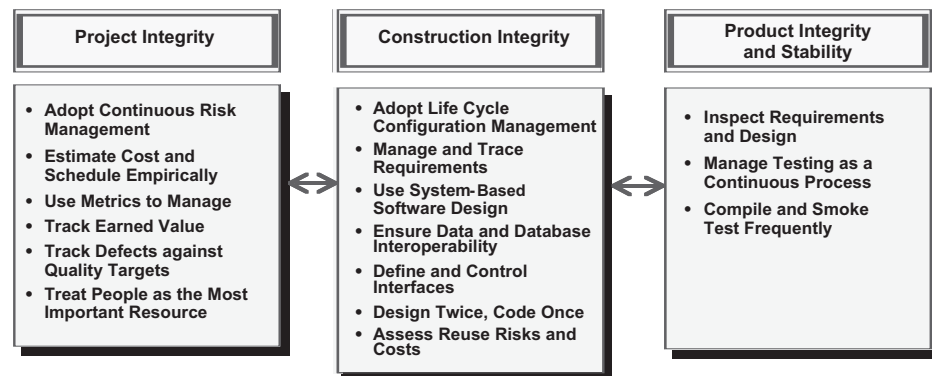 Project Integrity
• Adopt Continuous Risk
Management
• Estimate Cost and
Schedule Empirically
• Use Metrics to Manage
• Track Earned Value
• Track Defects against
Quality Targets
• Treat People as the Most
Important Resource
Construction Integrity
• Adopt Life Cycle
Configuration Management
• Manage and Trace
Requirements
• Use System-Based
Software Design
• Ensure Data and Database
Interoperability
• Define and Control
Interfaces
• Design Twice, Code Once
• Assess Reuse Risks and
Costs
Product Integrity
and Stability
• Inspect Requirements
and Design
• Manage Testing as a
Continuous Process
• Compile and Smoke
Test Frequently